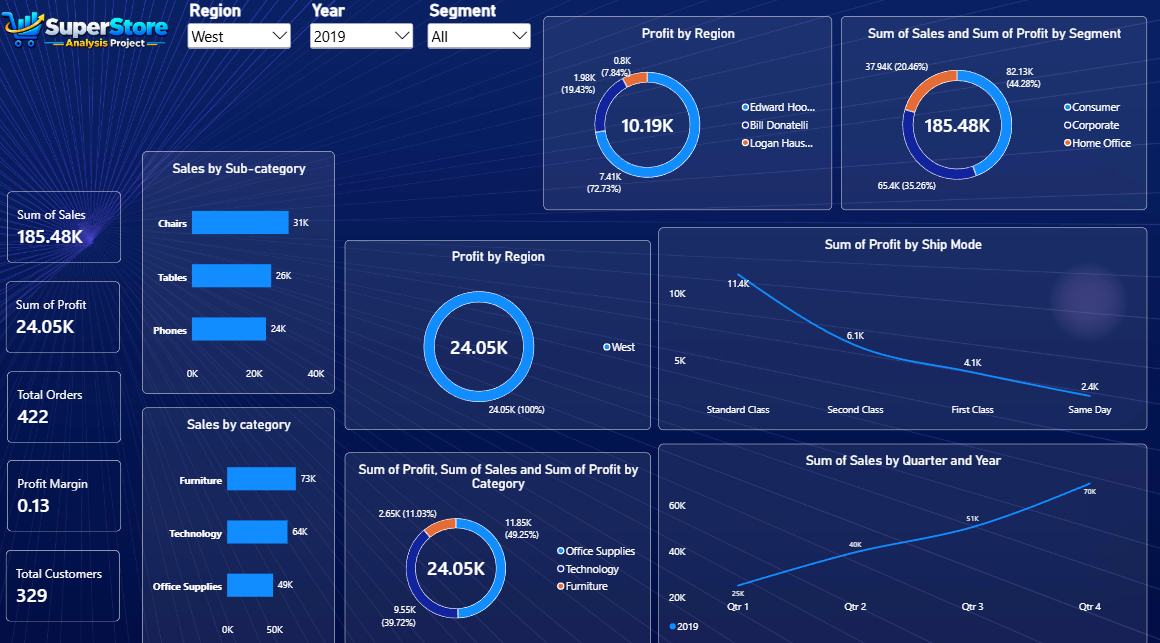 SuperStore
Analysis Project
Region
West
Year
2019
Segment
All
Profit by Region
0.8K
(7.84%)
1.98K
(19.43%)
10.19K
7.41K
(72.73%)
Edward Hoo...
Bill Donatelli
Logan Haus...
Sum of Sales and Sum of Profit by Segment
37.94K (20.46%)
82.13K
(44.28%)
185.48K
65.4K (35.26%)
Consumer
Corporate
Home Office
Sum of Sales
185.48K
Sum of Profit
24.05K
Total Orders
422
Profit Margin
0.13
Total Customers
329
Sales by Sub-category
Chairs
31K
Tables
26K
Phones
24K
0K
20K
40K
Sales by category
Furniture
73K
Technology
64K
Office Supplies
49K
0K
50K
Profit by Region
24.05K
West
24.05K (100%)
Sum of Profit by Ship Mode
10K
5K
11.4K
6.1K
4.1K
2.4K
Standard Class
Second Class
First Class
Same Day
Sum of Profit, Sum of Sales and Sum of Profit by
Category
2.65K (11.03%)
11.85K
(49.25%)
24.05K
9.55K
(39.72%)
Office Supplies
Technology
Furniture
Sum of Sales by Quarter and Year
60K
40K
20K
25K
40K
51K
70K
Qtr 1
Qtr 2
Qtr 3
Qtr 4
2019